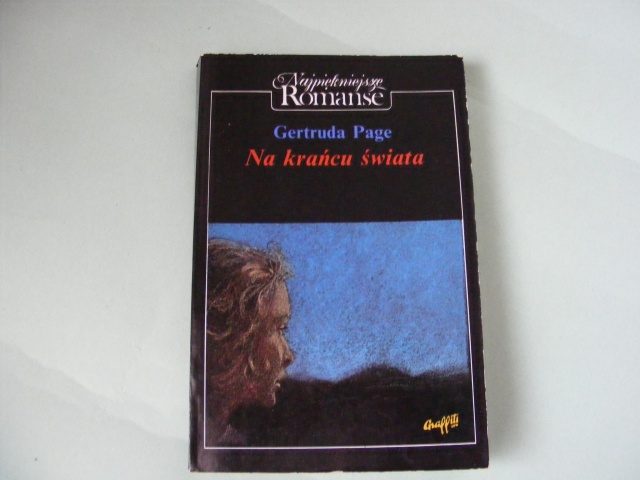 Najpiękniejsze
Romanse
Gertruda Page
Na krańcu świata
Graffiti